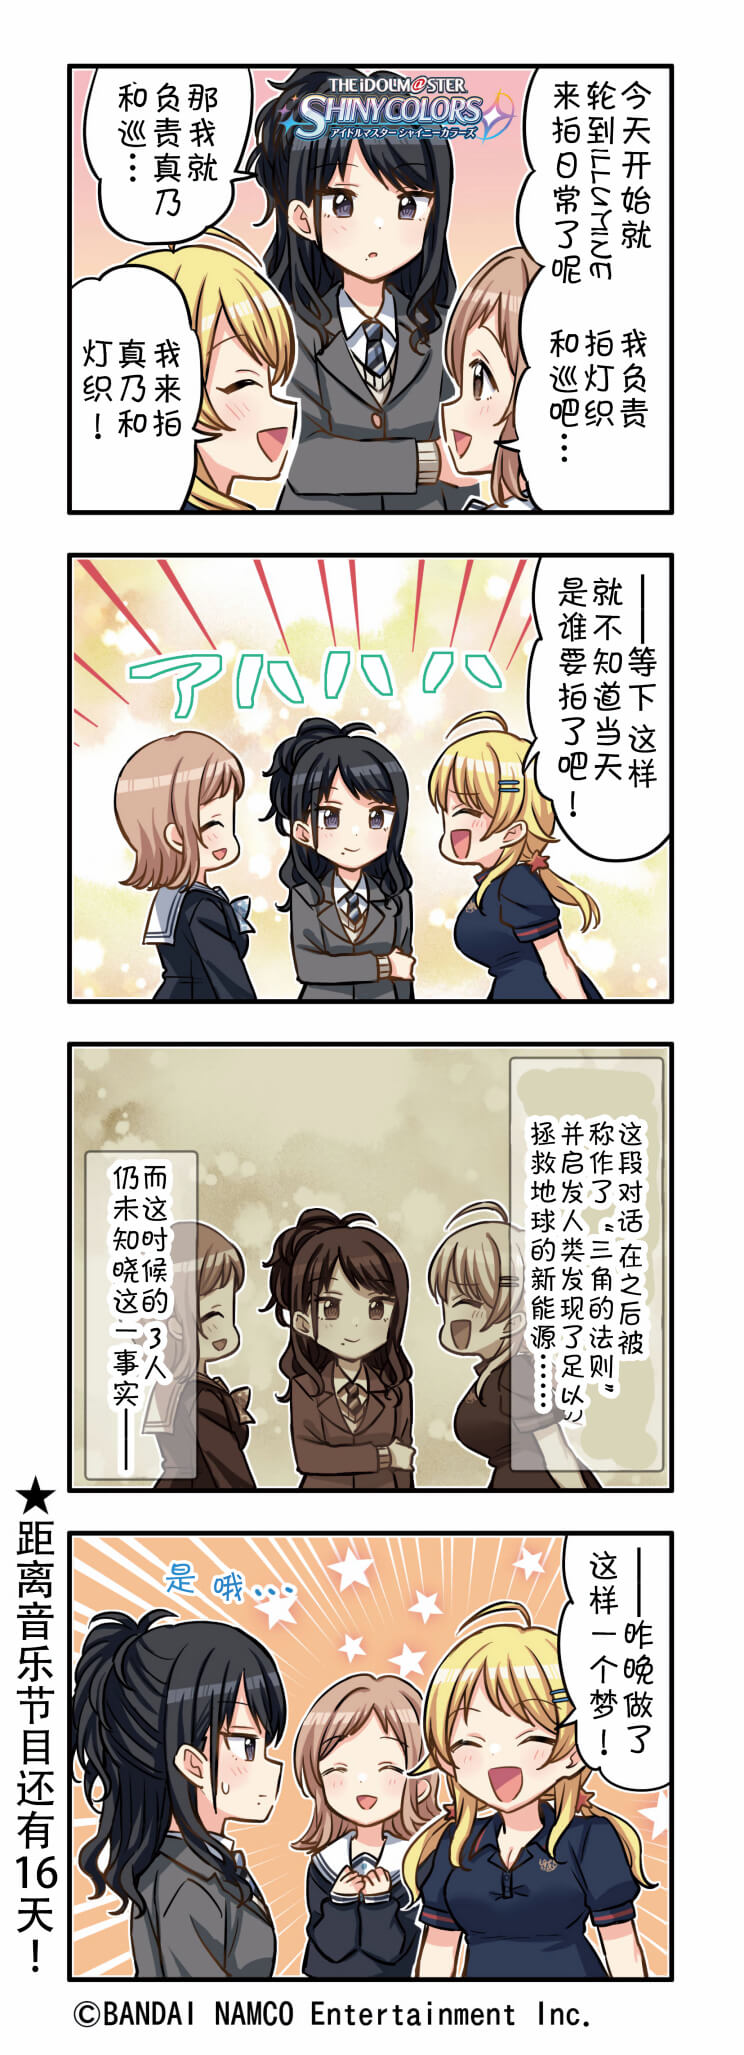 THE iDOLM@STER
SHINY COLORS
アイドルマスター シャイニーカラーズ
今天开始就
轮到ILLUMINE
来拍日常了呢
我负责
拍灯织
和巡吧…
那我就
负责真乃
和巡…
我来拍
真乃和
灯织！
——等下 这样
就不知道当天
是谁要拍了吧！
アハハハ
这段对话 在之后被
称作了“三角的法则”
并启发人类发现了足以
拯救地球的新能源……
而这时候的 3人
仍未知晓这一事实——
——昨晚做了
这样一个梦！
是哦…
★距离音乐节目还有16天！
©BANDAI NAMCO Entertainment Inc.